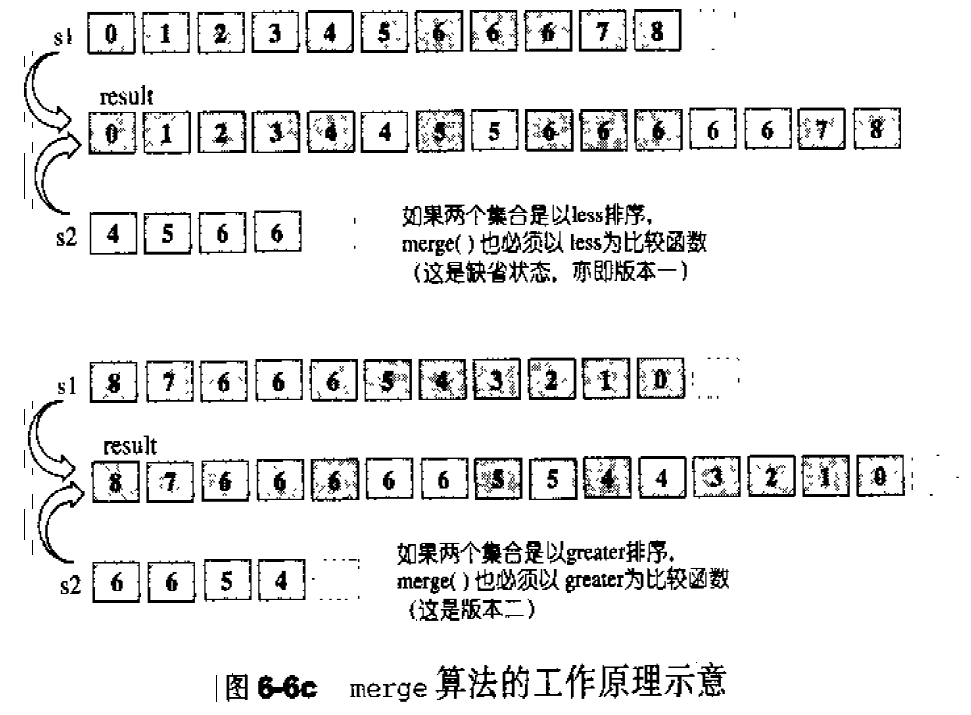 s1 0 1 2 3 4 5 6 6 6 7 8
result
0 1 2 3 4 4 5 5 6 6 6 6 6 7 8
s2 4 5 6 6
如果两个集合是以less排序,
merge( ) 也必须以 less为比较函数
(这是缺省状态, 亦即版本一)
s1 8 7 6 6 6 5 4 3 2 1 0
result
8 7 6 6 6 6 6 5 5 4 4 3 2 1 0
s2 6 6 5 4
如果两个集合是以greater排序,
merge( ) 也必须以 greater为比较函数
(这是版本二)
图 6-6c merge 算法的工作原理示意